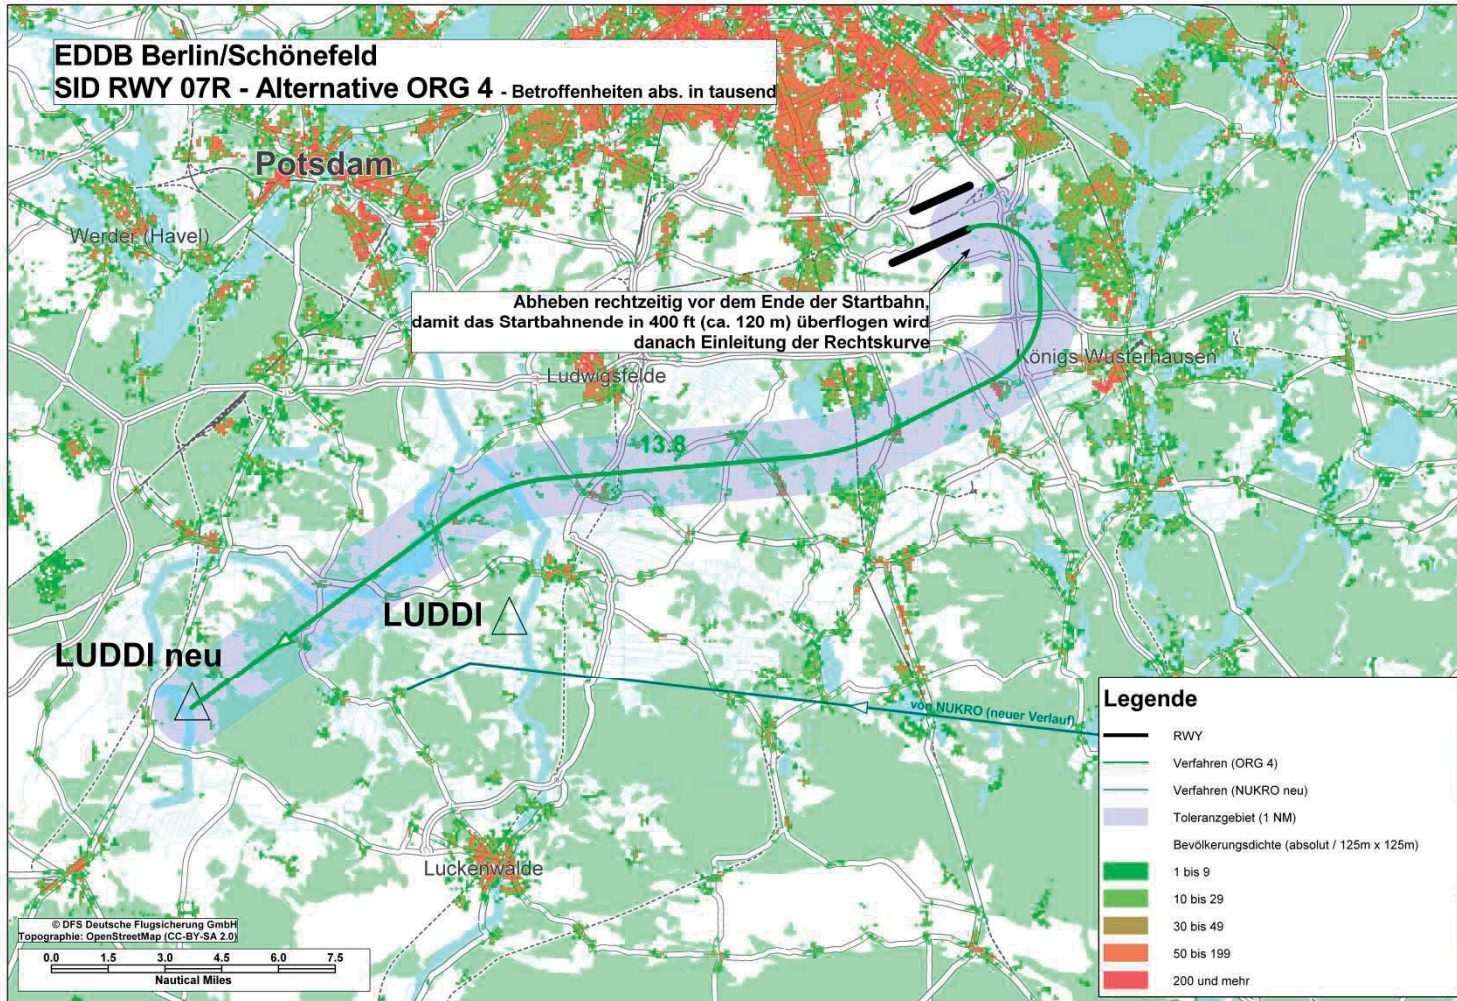 EDDB Berlin/Schönefeld
SID RWY 07R - Alternative ORG 4 - Betroffenheiten abs. in tausend
Potsdam
Werder (Havel)
Abheben rechtzeitig vor dem Ende der Startbahn,
damit das Startbahnende in 400 ft (ca. 120 m) überflogen wird
danach Einleitung der Rechtskurve
Königs Wusterhausen
Ludwigsfelde
13.8
LUDDI
LUDDI neu
von NUKRO (neuer Verlauf)
Luckenwalde
Legende
RWY
Verfahren (ORG 4)
Verfahren (NUKRO neu)
Toleranzgebiet (1 NM)
Bevölkerungsdichte (absolut / 125m x 125m)
1 bis 9
10 bis 29
30 bis 49
50 bis 199
200 und mehr
© DFS Deutsche Flugsicherung GmbH
Topographie: OpenStreetMap (CC-BY-SA 2.0)
0.0 1.5 3.0 4.5 6.0 7.5
Nautical Miles